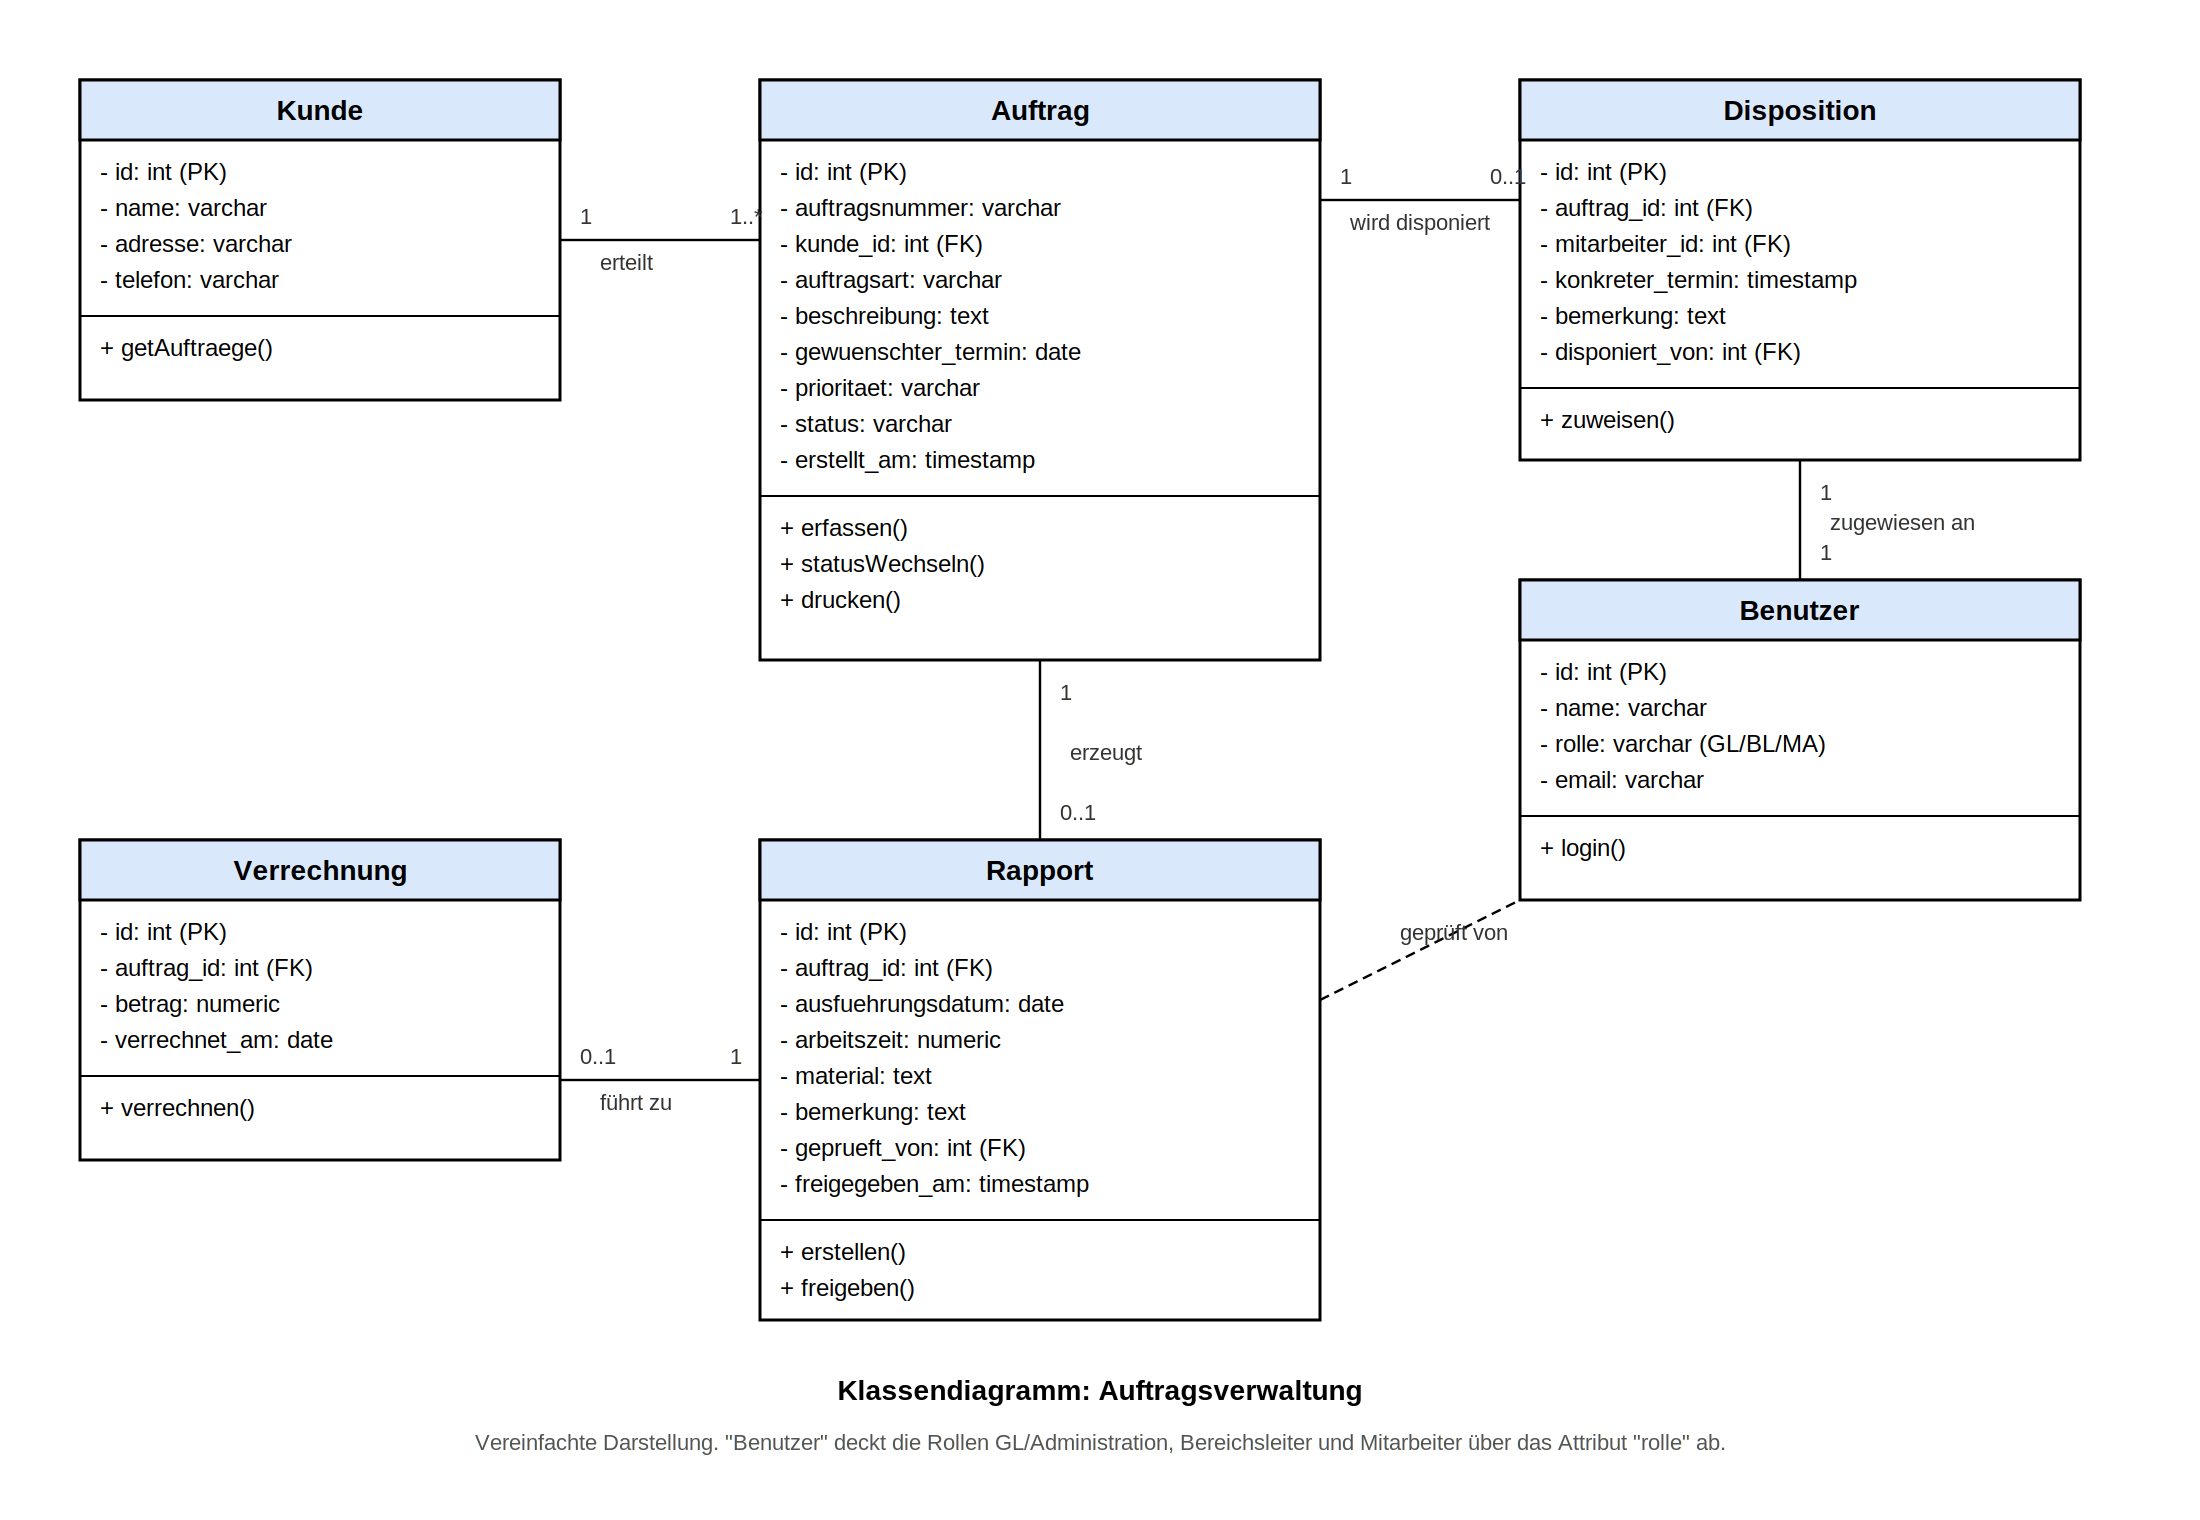 Kunde
- id: int (PK)
- name: varchar
- adresse: varchar
- telefon: varchar
+ getAuftraege()
1
1..*
erteilt
Auftrag
- id: int (PK)
- auftragsnummer: varchar
- kunde_id: int (FK)
- auftragsart: varchar
- beschreibung: text
- gewuenschter_termin: date
- prioritaet: varchar
- status: varchar
- erstellt_am: timestamp
+ erfassen()
+ statusWechseln()
+ drucken()
1
0..1
wird disponiert
Disposition
- id: int (PK)
- auftrag_id: int (FK)
- mitarbeiter_id: int (FK)
- konkreter_termin: timestamp
- bemerkung: text
- disponiert_von: int (FK)
+ zuweisen()
1
zugewiesen an
1
Benutzer
- id: int (PK)
- name: varchar
- rolle: varchar (GL/BL/MA)
- email: varchar
+ login()
1
erzeugt
0..1
geprüft von
Verrechnung
- id: int (PK)
- auftrag_id: int (FK)
- betrag: numeric
- verrechnet_am: date
+ verrechnen()
0..1
1
führt zu
Rapport
- id: int (PK)
- auftrag_id: int (FK)
- ausfuehrungsdatum: date
- arbeitszeit: numeric
- material: text
- bemerkung: text
- geprueft_von: int (FK)
- freigegeben_am: timestamp
+ erstellen()
+ freigeben()
Klassendiagramm: Auftragsverwaltung
Vereinfachte Darstellung. "Benutzer" deckt die Rollen GL/Administration, Bereichsleiter und Mitarbeiter über das Attribut "rolle" ab.